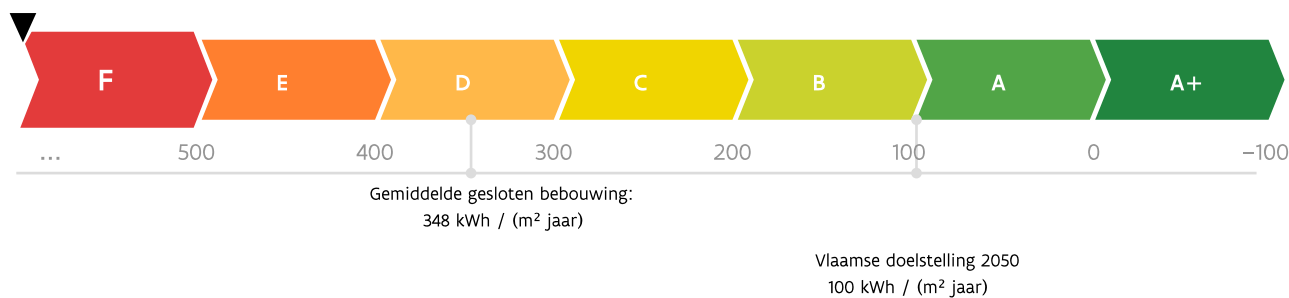 F E D C B A A+
... 500 400 300 200 100 0 –100
Gemiddelde gesloten bebouwing:
348 kWh / (m² jaar)
Vlaamse doelstelling 2050
100 kWh / (m² jaar)